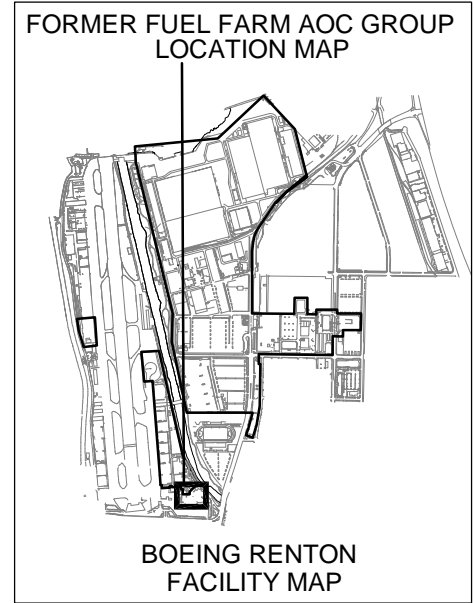 FORMER FUEL FARM AOC GROUP
LOCATION MAP
BOEING RENTON
FACILITY MAP